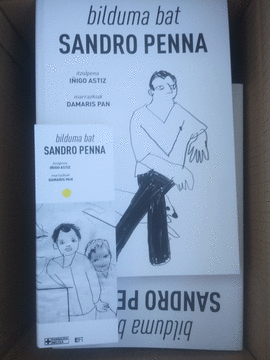 bilduma bat
SANDRO PENNA
itzulpena
IÑIGO ASTIZ
marrazkiak
DAMARIS PAN
bilduma bat
SANDRO PENNA
itzulpena
IÑIGO ASTIZ
marrazkiak
DAMARIS PAN
SANDRO PE
bilduma b